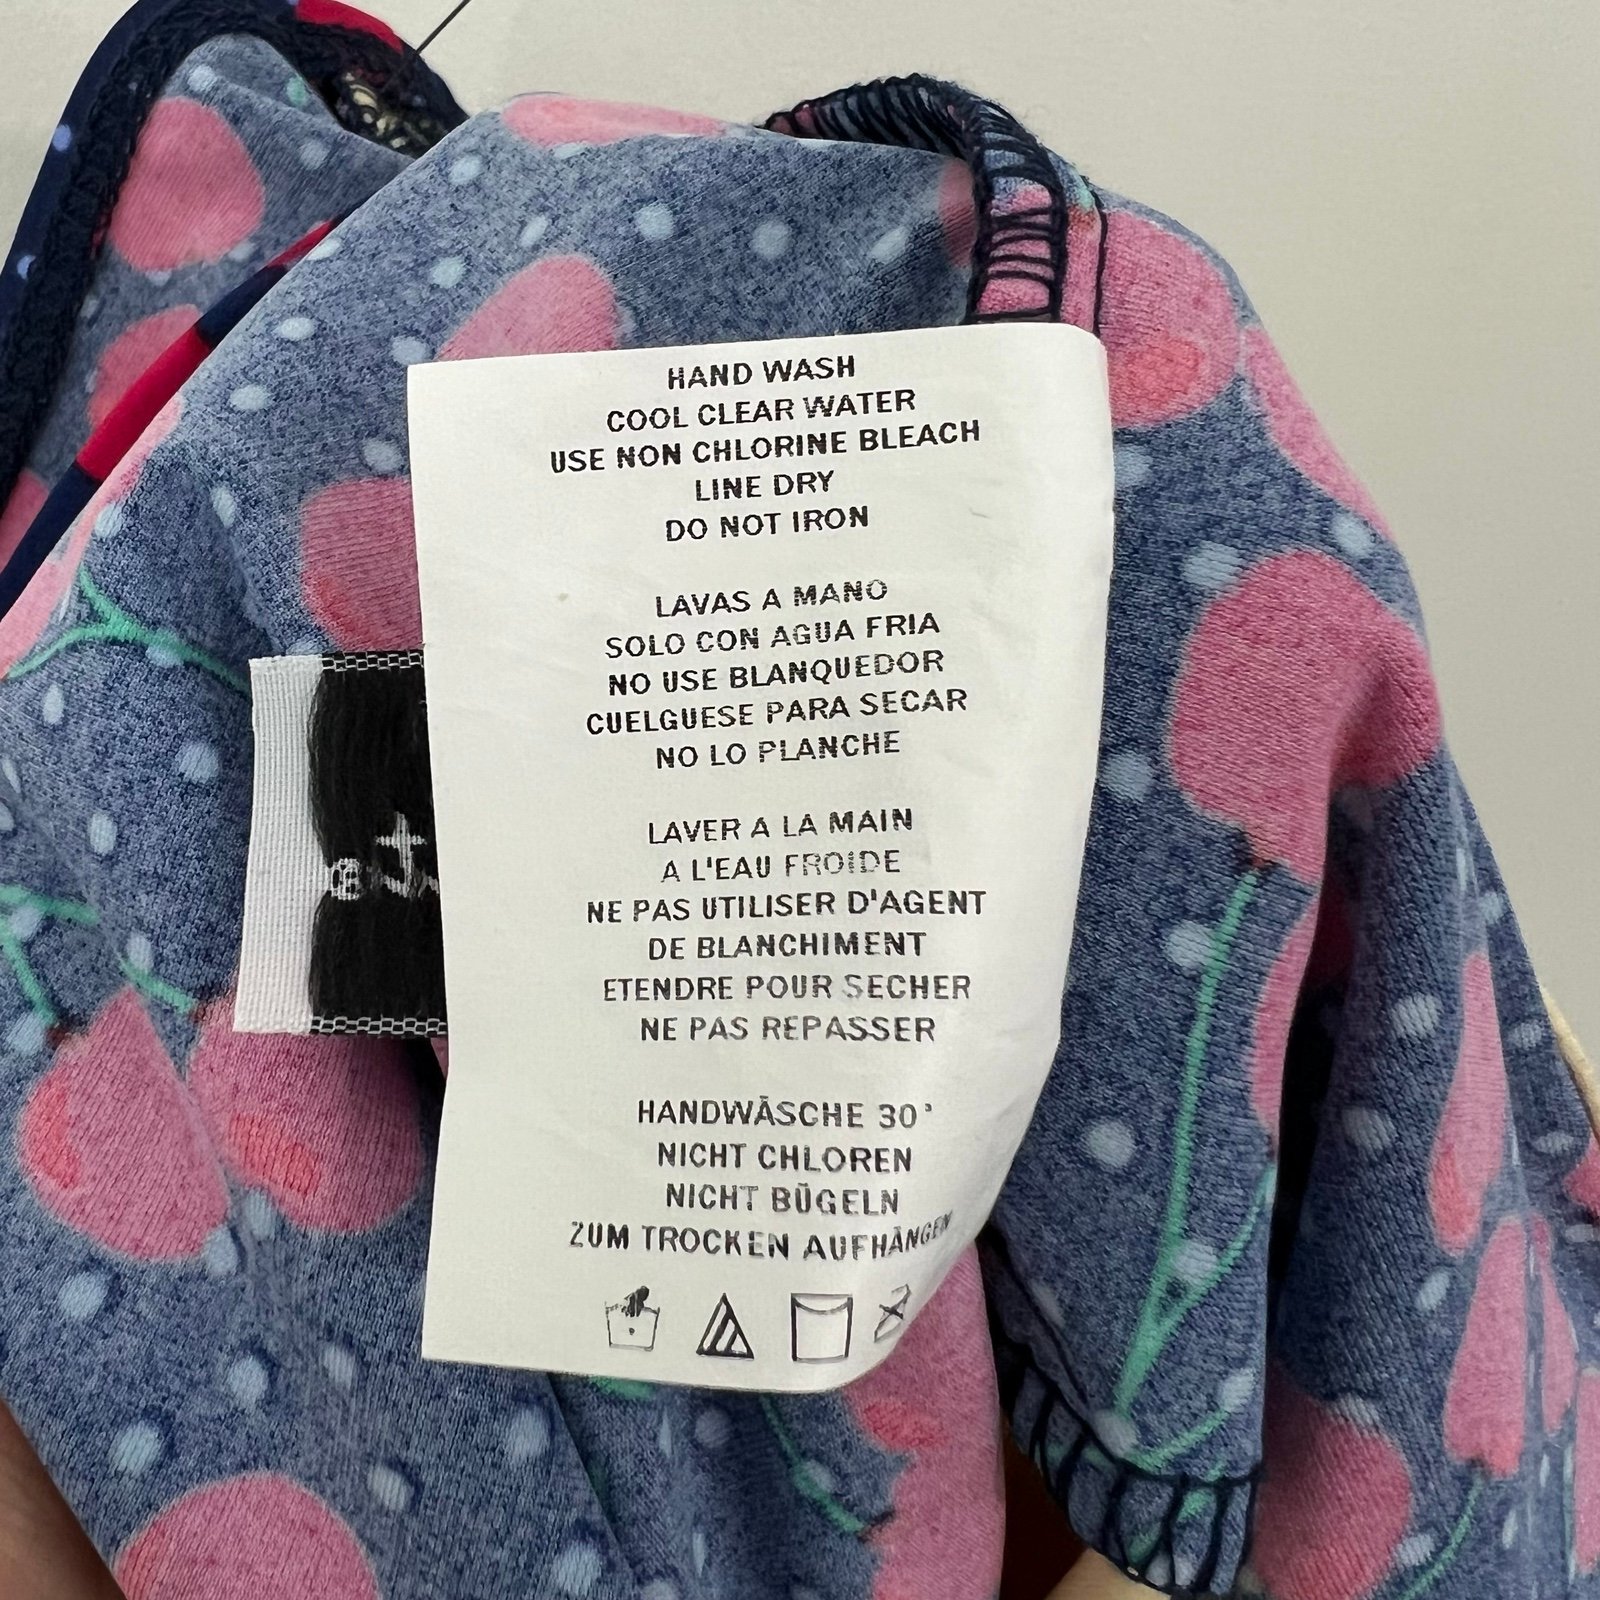 HAND WASH
COOL CLEAR WATER
USE NON CHLORINE BLEACH
LINE DRY
DO NOT IRON
LAVAS A MANO
SOLO CON AGUA FRIA
NO USE BLANQUEDOR
CUELGUESE PARA SECAR
NO LO PLANCHE
LAVER A LA MAIN
A L'EAU FROIDE
NE PAS UTILISER D'AGENT
DE BLANCHIMENT
ETENDRE POUR SECHER
NE PAS REPASSER
HANDWÄSCHE 30°
NICHT CHLOREN
NICHT BÜGELN
ZUM TROCKEN AUFHÄNGEN